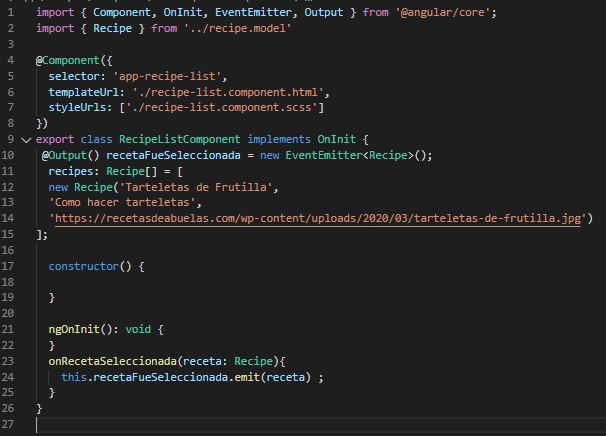 1 import { Component, OnInit, EventEmitter, Output } from '@angular/core';
2 import { Recipe } from '../recipe.model'
3
4 @Component({
5   selector: 'app-recipe-list',
6   templateUrl: './recipe-list.component.html',
7   styleUrls: ['./recipe-list.component.scss']
8 })
9 export class RecipeListComponent implements OnInit {
10  @Output() recetaFueSeleccionada = new EventEmitter<Recipe>();
11   recipes: Recipe[] = [
12   new Recipe('Tarteletas de Frutilla',
13   'Como hacer tarteletas',
14   'https://recetasdeabuelas.com/wp-content/uploads/2020/03/tarteletas-de-frutilla.jpg')
15 ];
16
17   constructor() {
18
19   }
20
21   ngOnInit(): void {
22   }
23   onRecetaSeleccionada(receta: Recipe){
24     this.recetaFueSeleccionada.emit(receta) ;
25   }
26 }
27